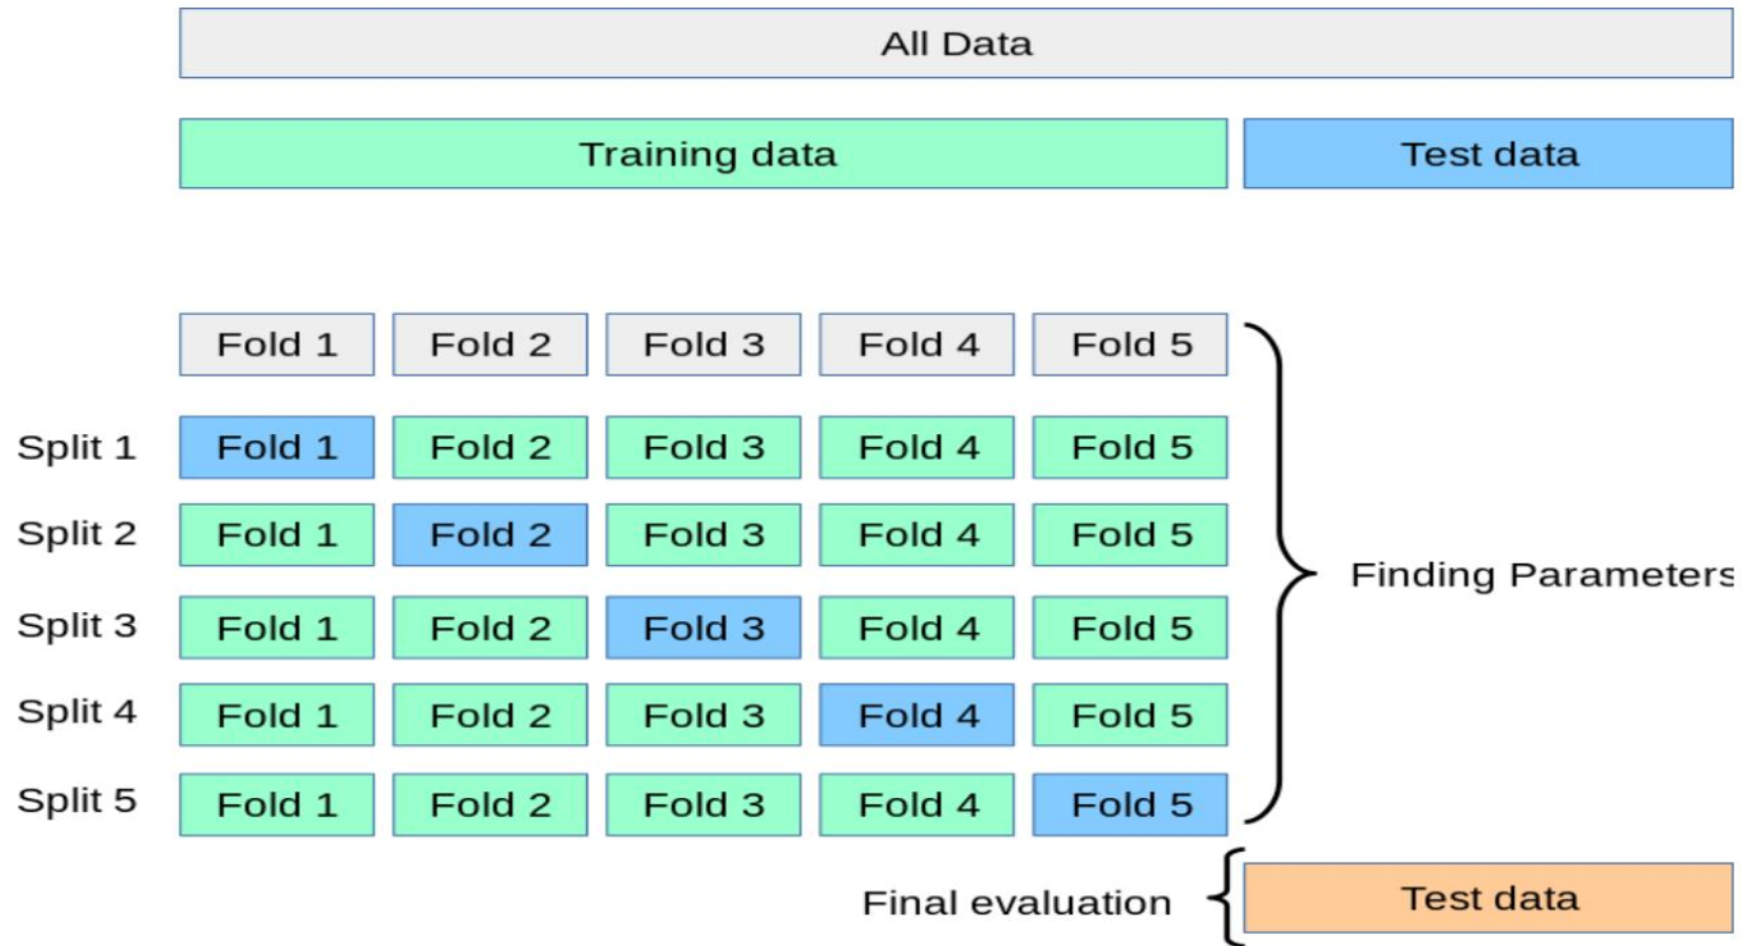 All Data
Training data Test data
Fold 1 Fold 2 Fold 3 Fold 4 Fold 5
Split 1 Fold 1 Fold 2 Fold 3 Fold 4 Fold 5
Split 2 Fold 1 Fold 2 Fold 3 Fold 4 Fold 5
Finding Parameters
Split 3 Fold 1 Fold 2 Fold 3 Fold 4 Fold 5
Split 4 Fold 1 Fold 2 Fold 3 Fold 4 Fold 5
Split 5 Fold 1 Fold 2 Fold 3 Fold 4 Fold 5
Final evaluation Test data